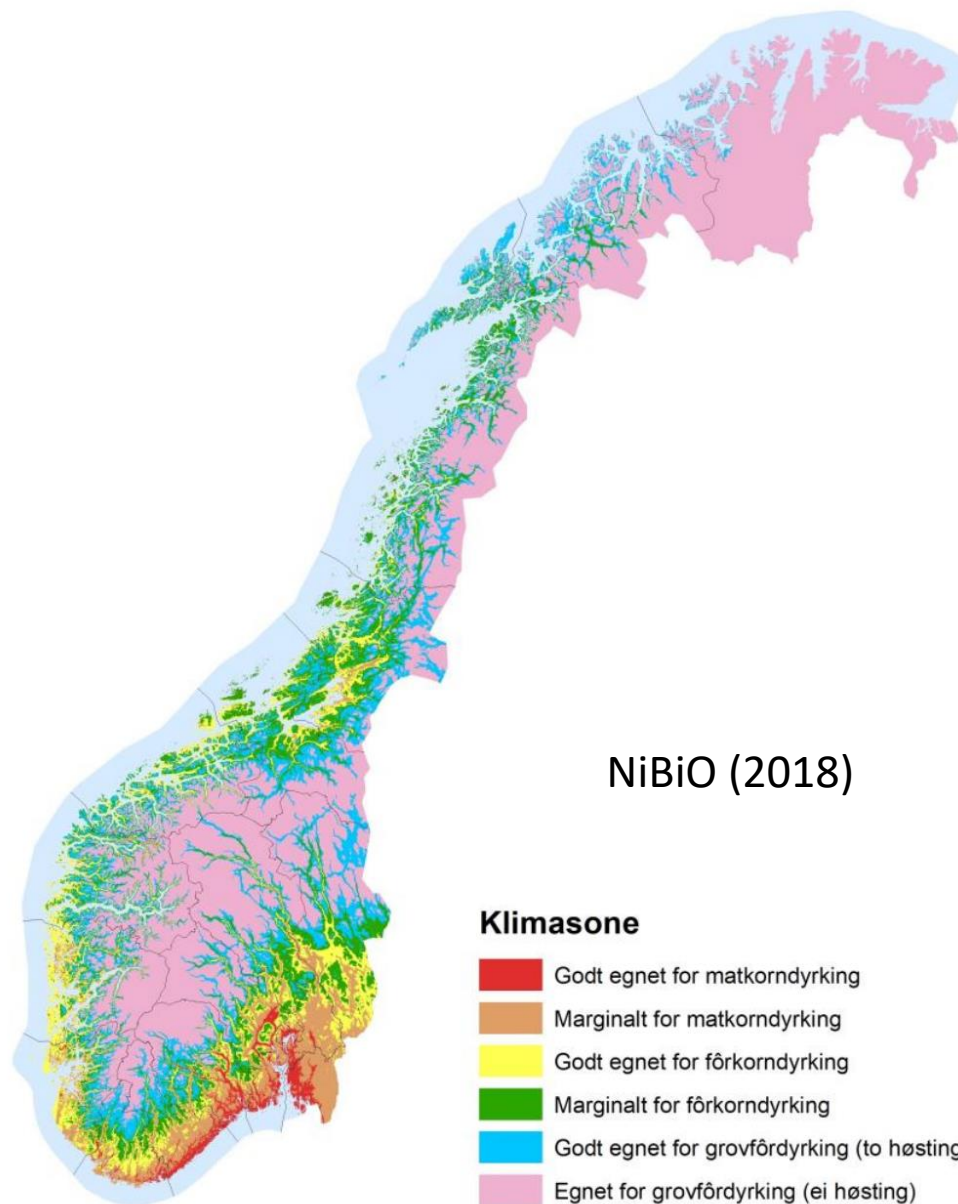 NiBiO (2018)
Klimasone
Godt egnet for matkorndyrking
Marginalt for matkorndyrking
Godt egnet for fôrkorndyrking
Marginalt for fôrkorndyrking
Godt egnet for grovfôrdyrking (to høsting
Egnet for grovfôrdyrking (ei høsting)